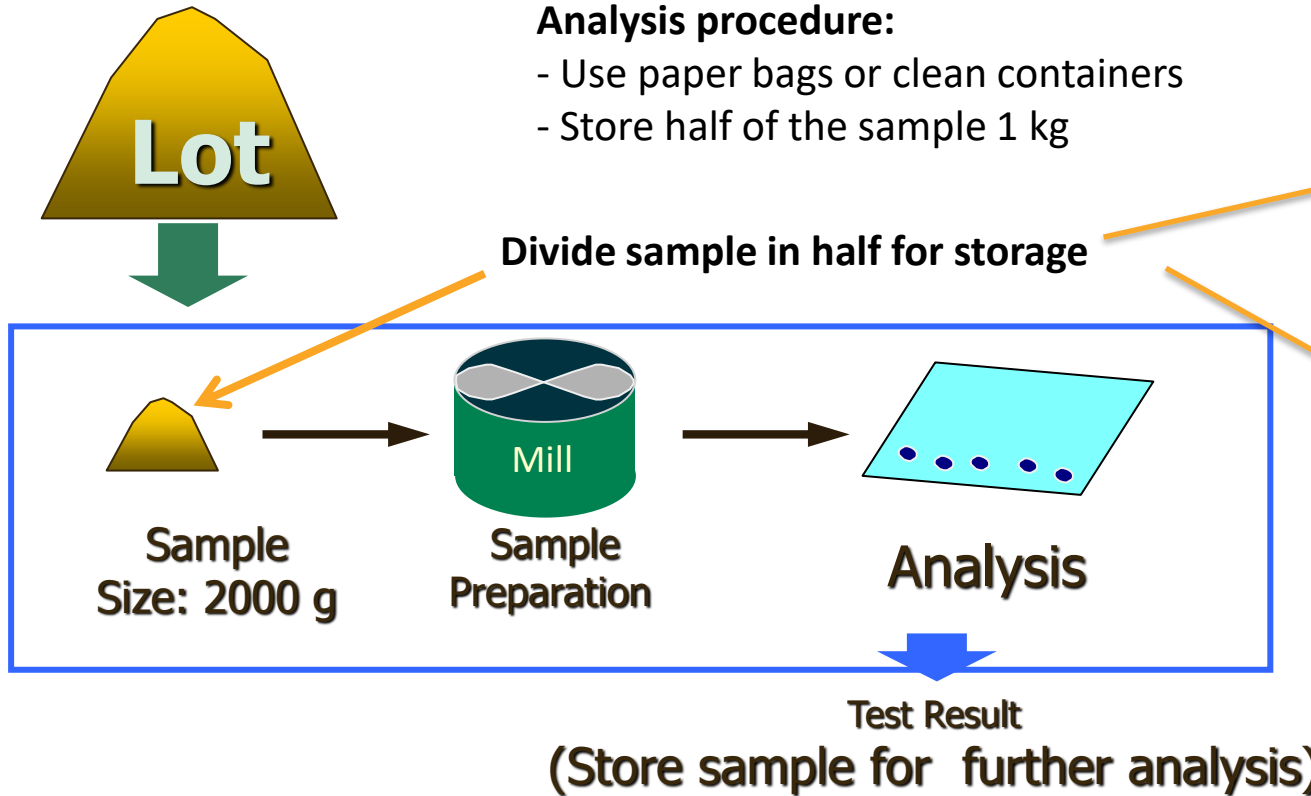 Analysis procedure:
- Use paper bags or clean containers
- Store half of the sample 1 kg
Lot
Divide sample in half for storage
Mill
Sample
Size: 2000 g
Sample
Preparation
Analysis
Test Result
(Store sample for further analysis)